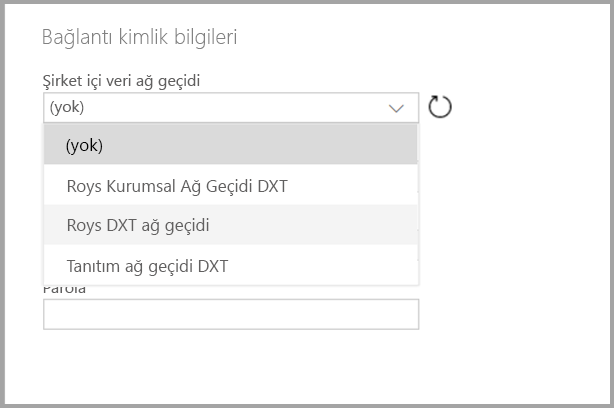 Bağlantı kimlik bilgileri
Şirket içi veri ağ geçidi
(yok)
(yok)
Roys Kurumsal Ağ Geçidi DXT
Roys DXT ağ geçidi
Tanıtım ağ geçidi DXT
Parola